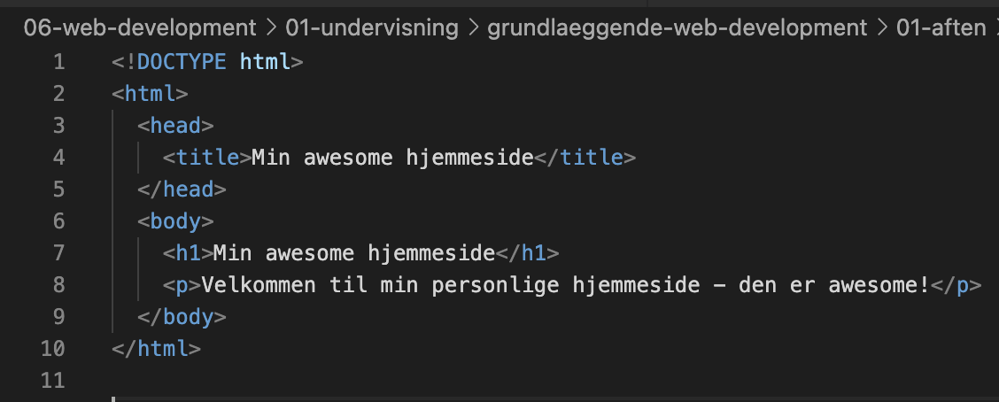 06-web-development > 01-undervisning > grundlaeggende-web-development > 01-aften >
1 <!DOCTYPE html>
2 <html>
3   <head>
4     <title>Min awesome hjemmeside</title>
5   </head>
6   <body>
7     <h1>Min awesome hjemmeside</h1>
8     <p>Velkommen til min personlige hjemmeside – den er awesome!</p>
9   </body>
10 </html>
11